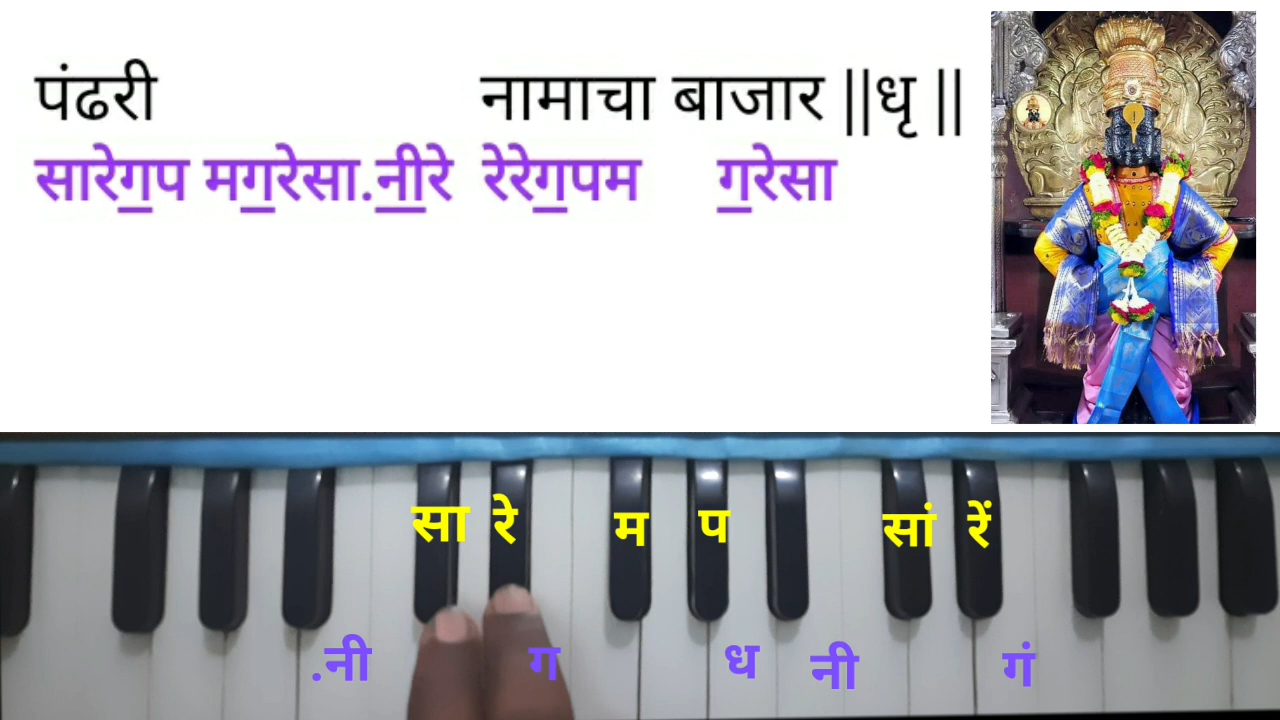 पंढरी नामाचा बाजार ||धृ ||
सारेग॒प मग॒रेसा.नी॒रे रेरेग॒पम ग॒रेसा
सा रे म प सां रें
.नी ग ध नी गं